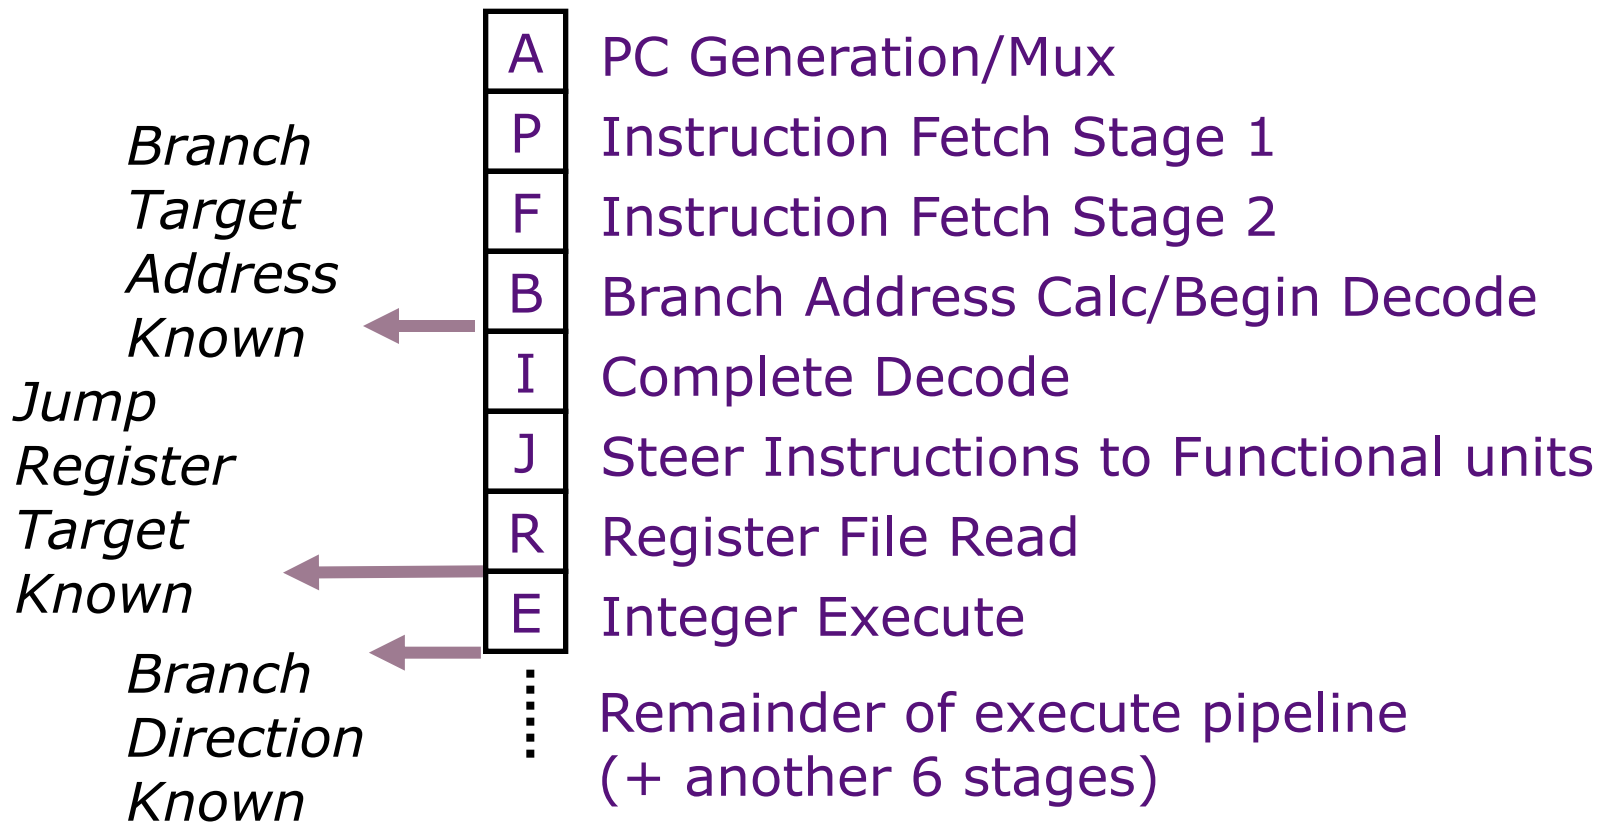 A PC Generation/Mux
P Instruction Fetch Stage 1
F Instruction Fetch Stage 2
B Branch Address Calc/Begin Decode
I Complete Decode
J Steer Instructions to Functional units
R Register File Read
E Integer Execute
Remainder of execute pipeline
(+ another 6 stages)
Branch
Target
Address
Known
Jump
Register
Target
Known
Branch
Direction
Known